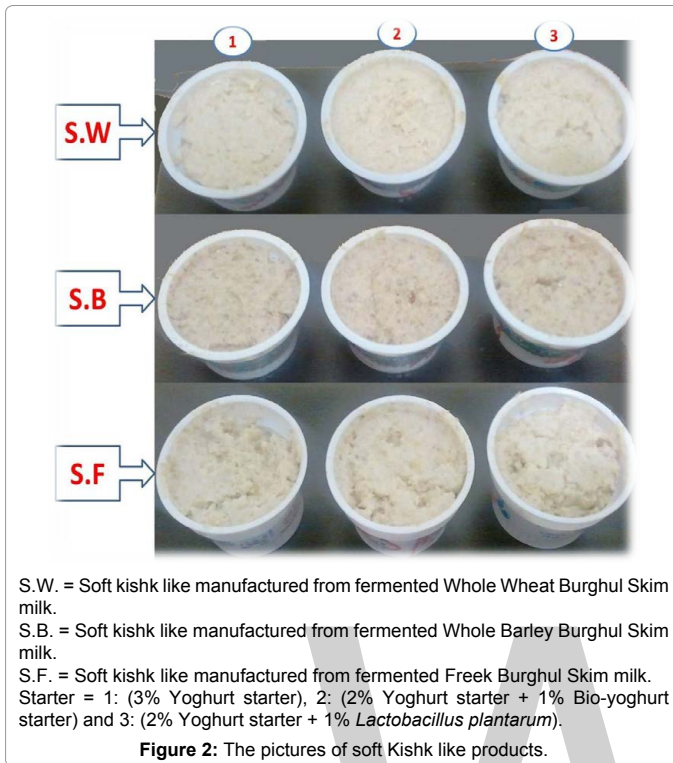 1 2 3
S.W
S.B
S.F
S.W. = Soft kishk like manufactured from fermented Whole Wheat Burghul Skim
milk.
S.B. = Soft kishk like manufactured from fermented Whole Barley Burghul Skim
milk.
S.F. = Soft kishk like manufactured from fermented Freek Burghul Skim milk.
Starter = 1: (3% Yoghurt starter), 2: (2% Yoghurt starter + 1% Bio-yoghurt
starter) and 3: (2% Yoghurt starter + 1% Lactobacillus plantarum).
Figure 2: The pictures of soft Kishk like products.